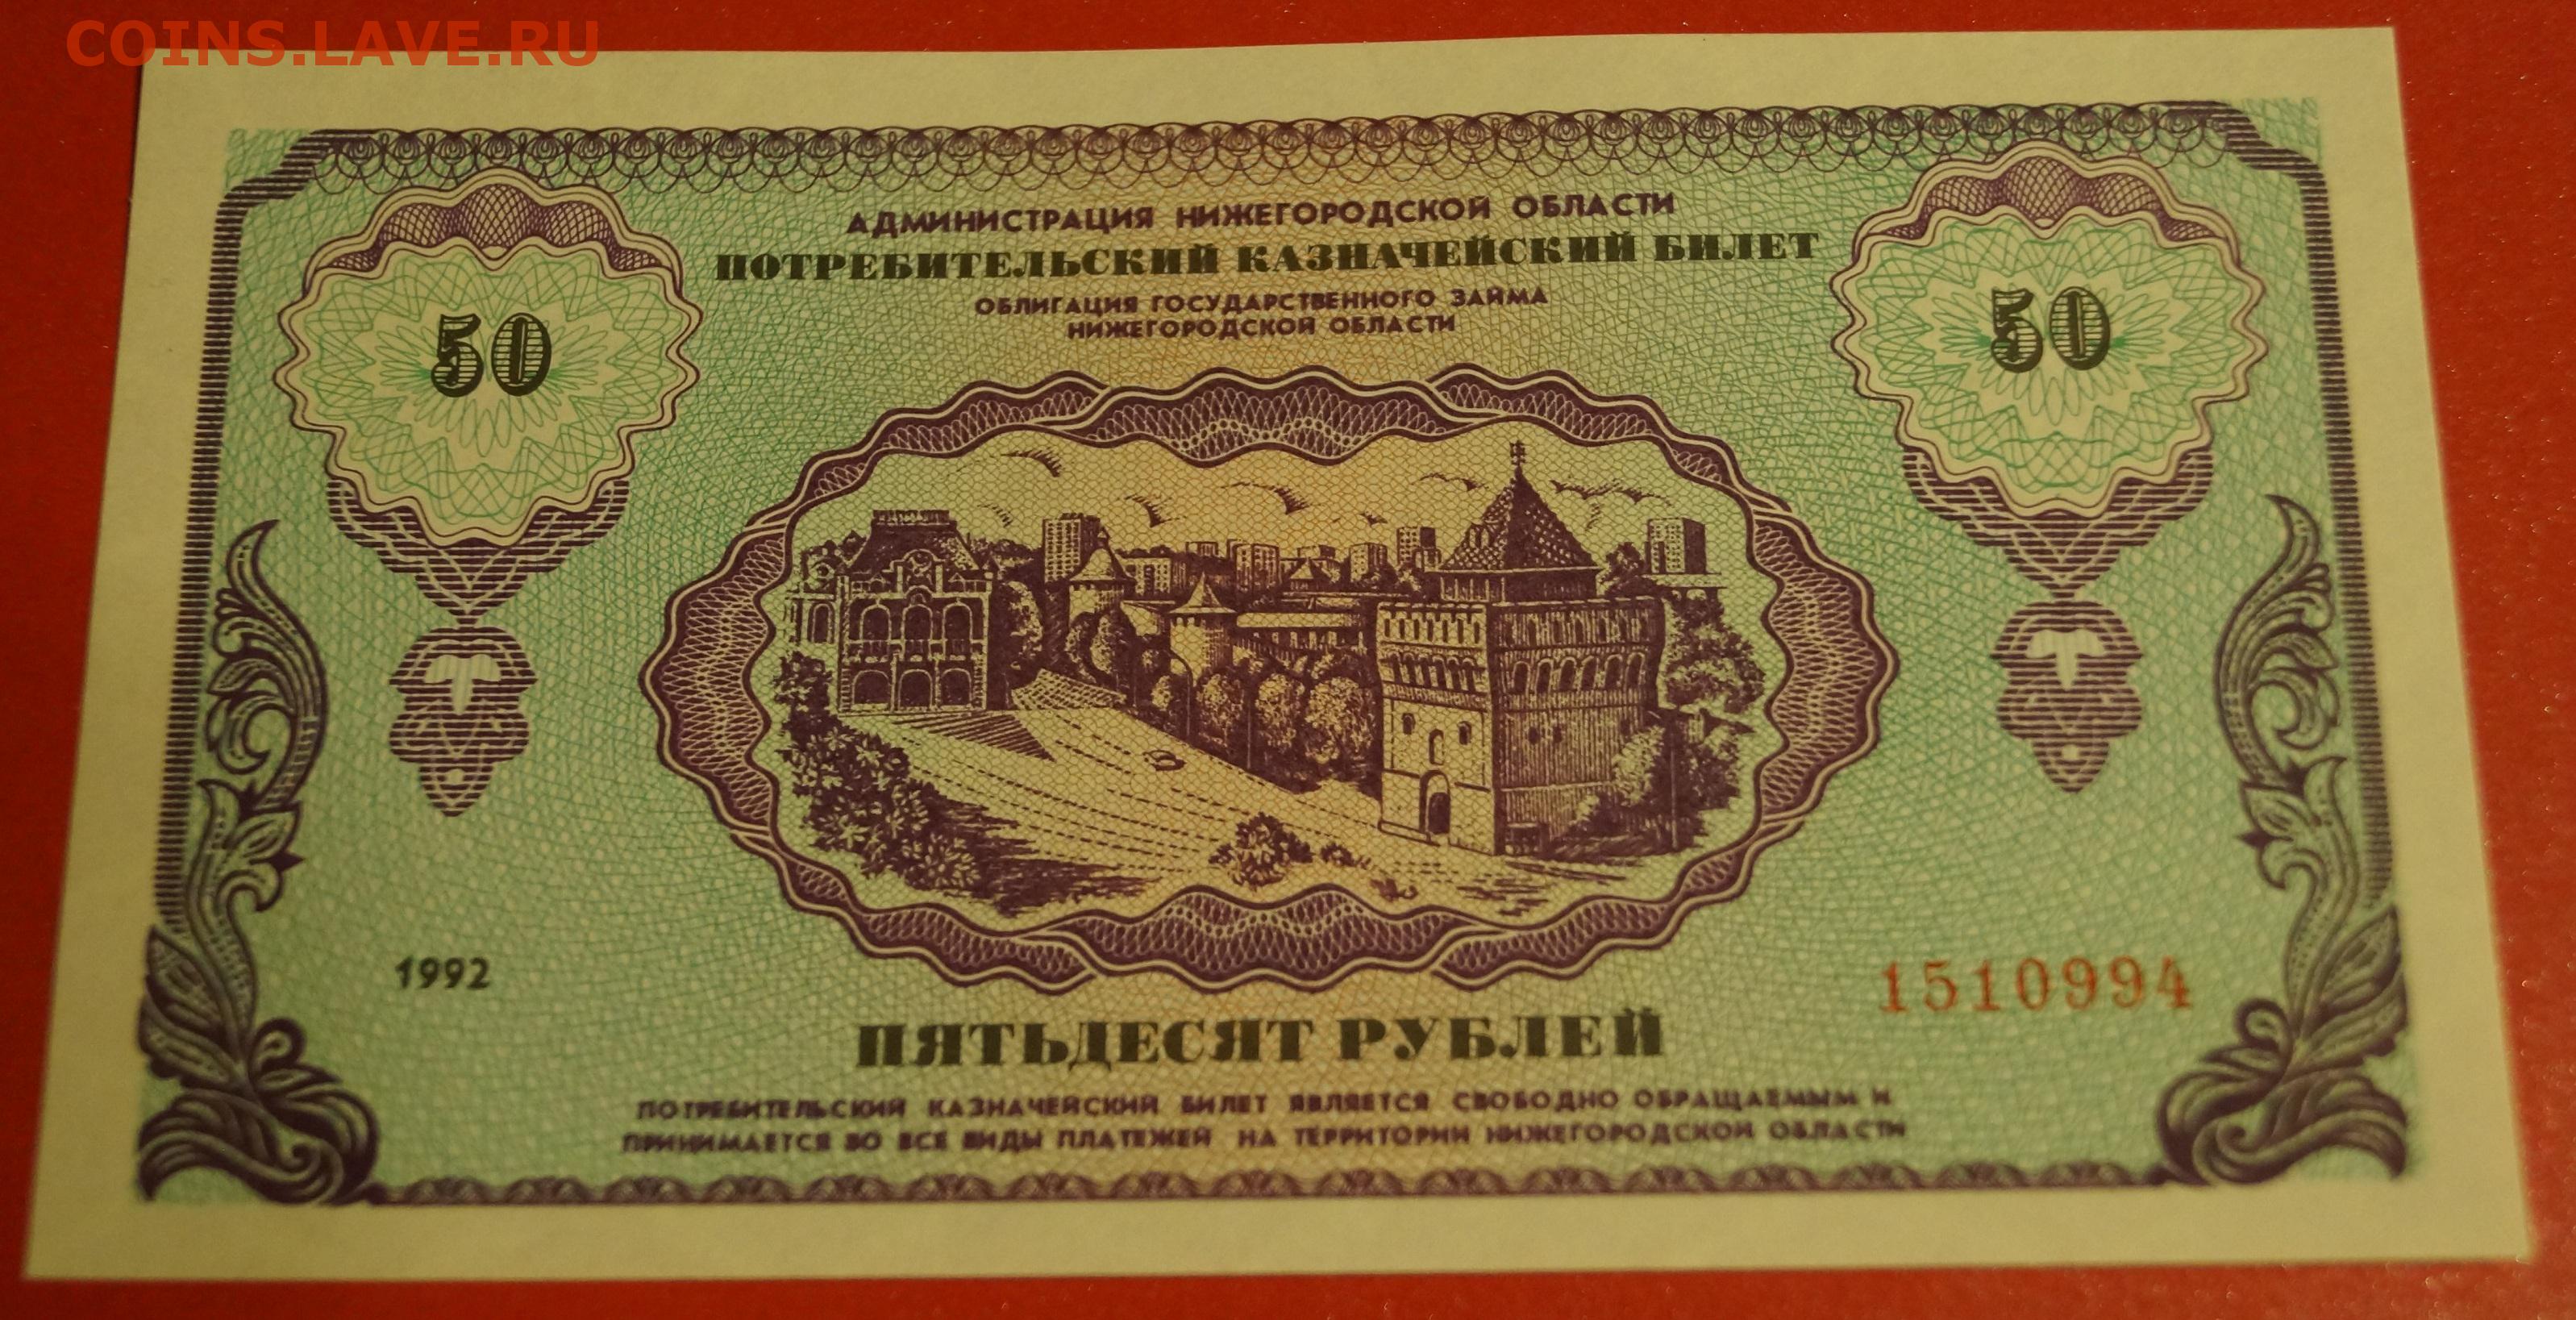 COINS.LAVE.RU
АДМИНИСТРАЦИЯ НИЖЕГОРОДСКОЙ ОБЛАСТИ
ПОТРЕБИТЕЛЬСКИЙ КАЗНАЧЕЙСКИЙ БИЛЕТ
ОБЛИГАЦИЯ ГОСУДАРСТВЕННОГО ЗАЙМА
НИЖЕГОРОДСКОЙ ОБЛАСТИ
50
50
1992
1510994
ПЯТЬДЕСЯТ РУБЛЕЙ
ПОТРЕБИТЕЛЬСКИЙ КАЗНАЧЕЙСКИЙ БИЛЕТ ЯВЛЯЕТСЯ СВОБОДНО ОБРАЩАЕМЫМ И
ПРИНИМАЕТСЯ ВО ВСЕ ВИДЫ ПЛАТЕЖЕЙ НА ТЕРРИТОРИИ НИЖЕГОРОДСКОЙ ОБЛАСТИ